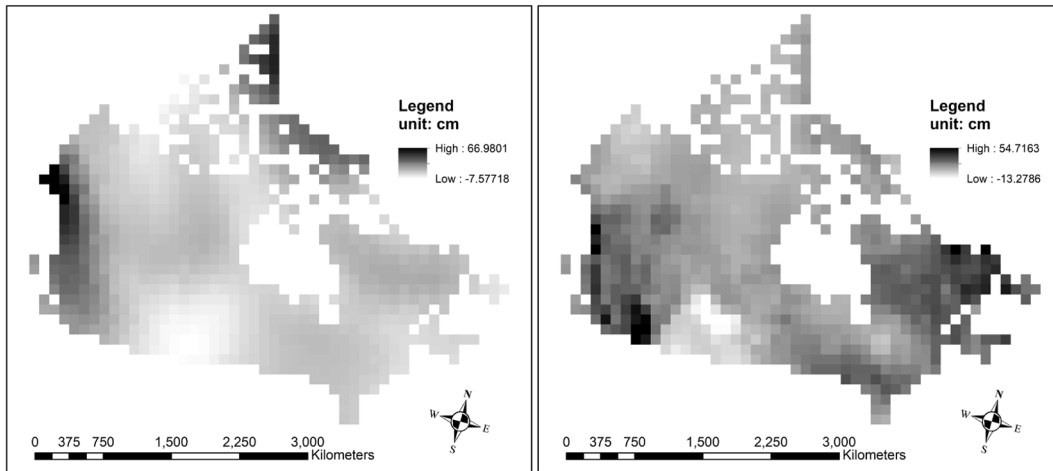 Legend
unit: cm
High : 66.9801
Low : -7.57718
N
W
E
S
0 375 750 1,500 2,250 3,000
Kilometers
Legend
unit: cm
High : 54.7163
Low : -13.2786
N
W
E
S
0 375 750 1,500 2,250 3,000
Kilometers